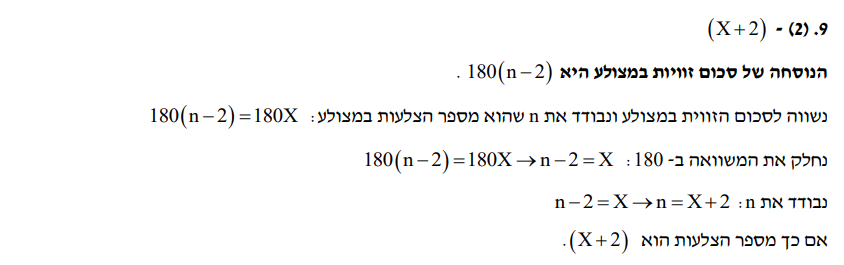 9. (2) - (X+2)
הנוסחה של סכום זוויות במצולע היא 180(n−2) .
נשווה לסכום הזווית במצולע ונבודד את n שהוא מספר הצלעות במצולע: 180(n−2)=180X
נחלק את המשוואה ב- 180 : 180(n−2)=180X→n−2=X
נבודד את n: n−2=X→n=X+2
אם כך מספר הצלעות הוא (X+2).